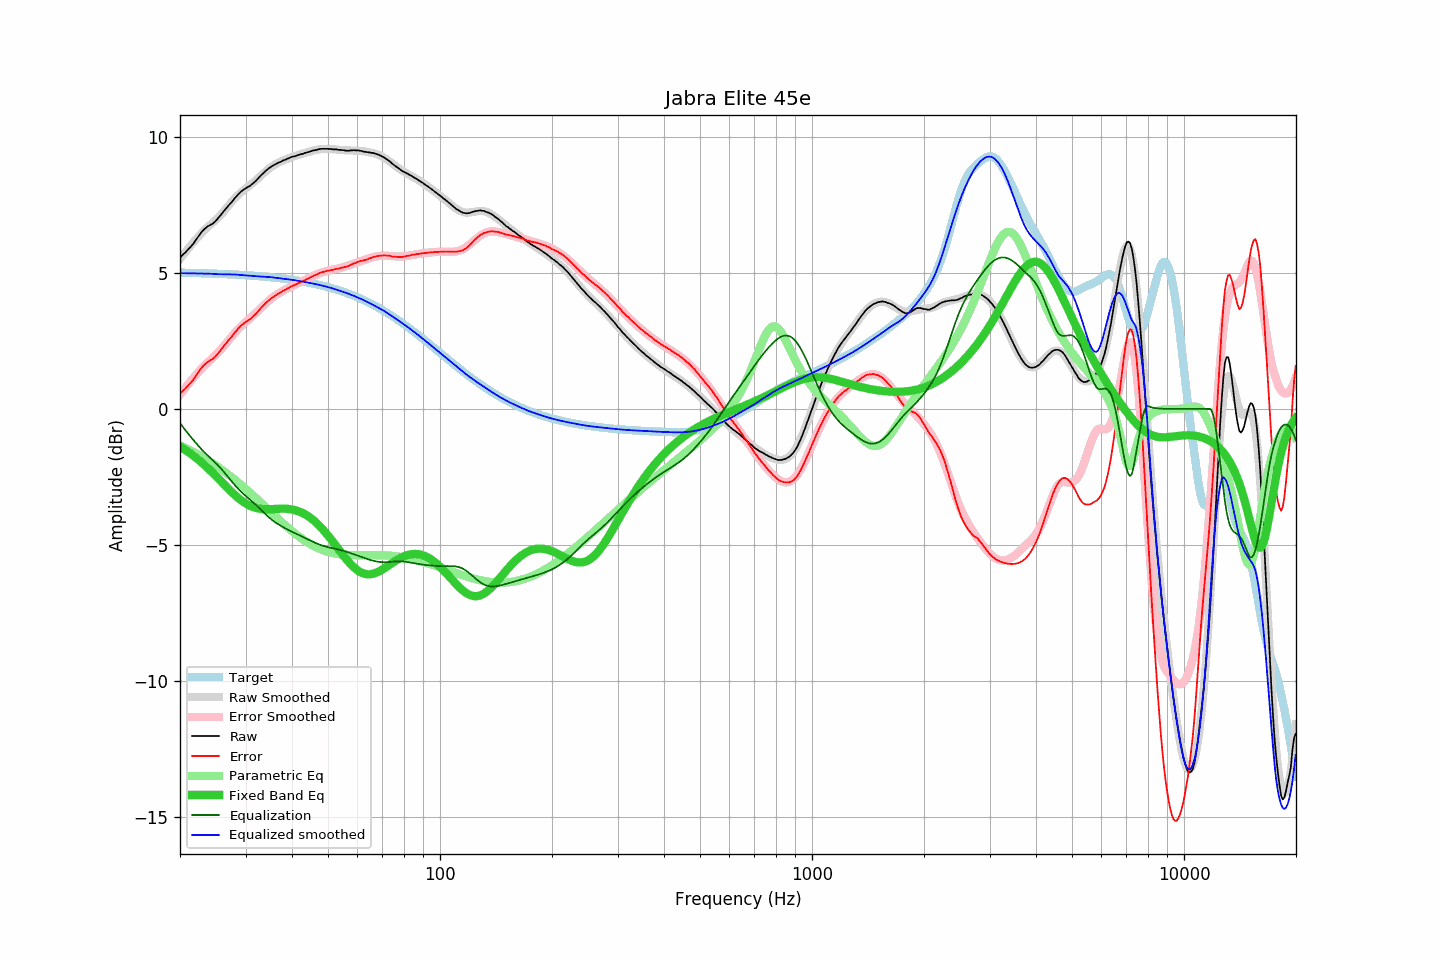 Jabra Elite 45e
10
5
0
−5
−10
−15
Amplitude (dBr)
Target
Raw Smoothed
Error Smoothed
Raw
Error
Parametric Eq
Fixed Band Eq
Equalization
Equalized smoothed
100
1000
10000
Frequency (Hz)